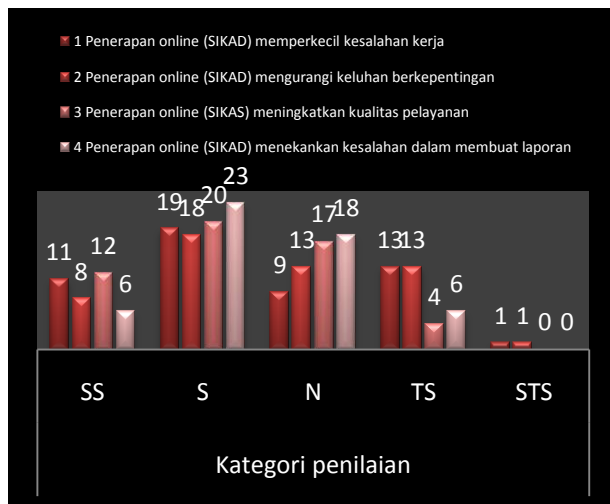 1 Penerapan online (SIKAD) memperkecil kesalahan kerja
2 Penerapan online (SIKAD) mengurangi keluhan berkepentingan
3 Penerapan online (SIKAS) meningkatkan kualitas pelayanan
4 Penerapan online (SIKAD) menekankan kesalahan dalam membuat laporan
11 8 12 6
19 18 20 23
9 13 17 18
13 13 4 6
1 1 0 0
SS S N TS STS
Kategori penilaian